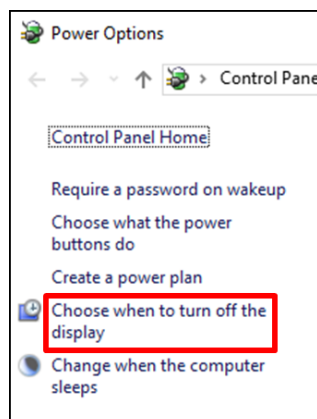 Power Options
Control Pane
Control Panel Home
Require a password on wakeup
Choose what the power
buttons do
Create a power plan
Choose when to turn off the
display
Change when the computer
sleeps